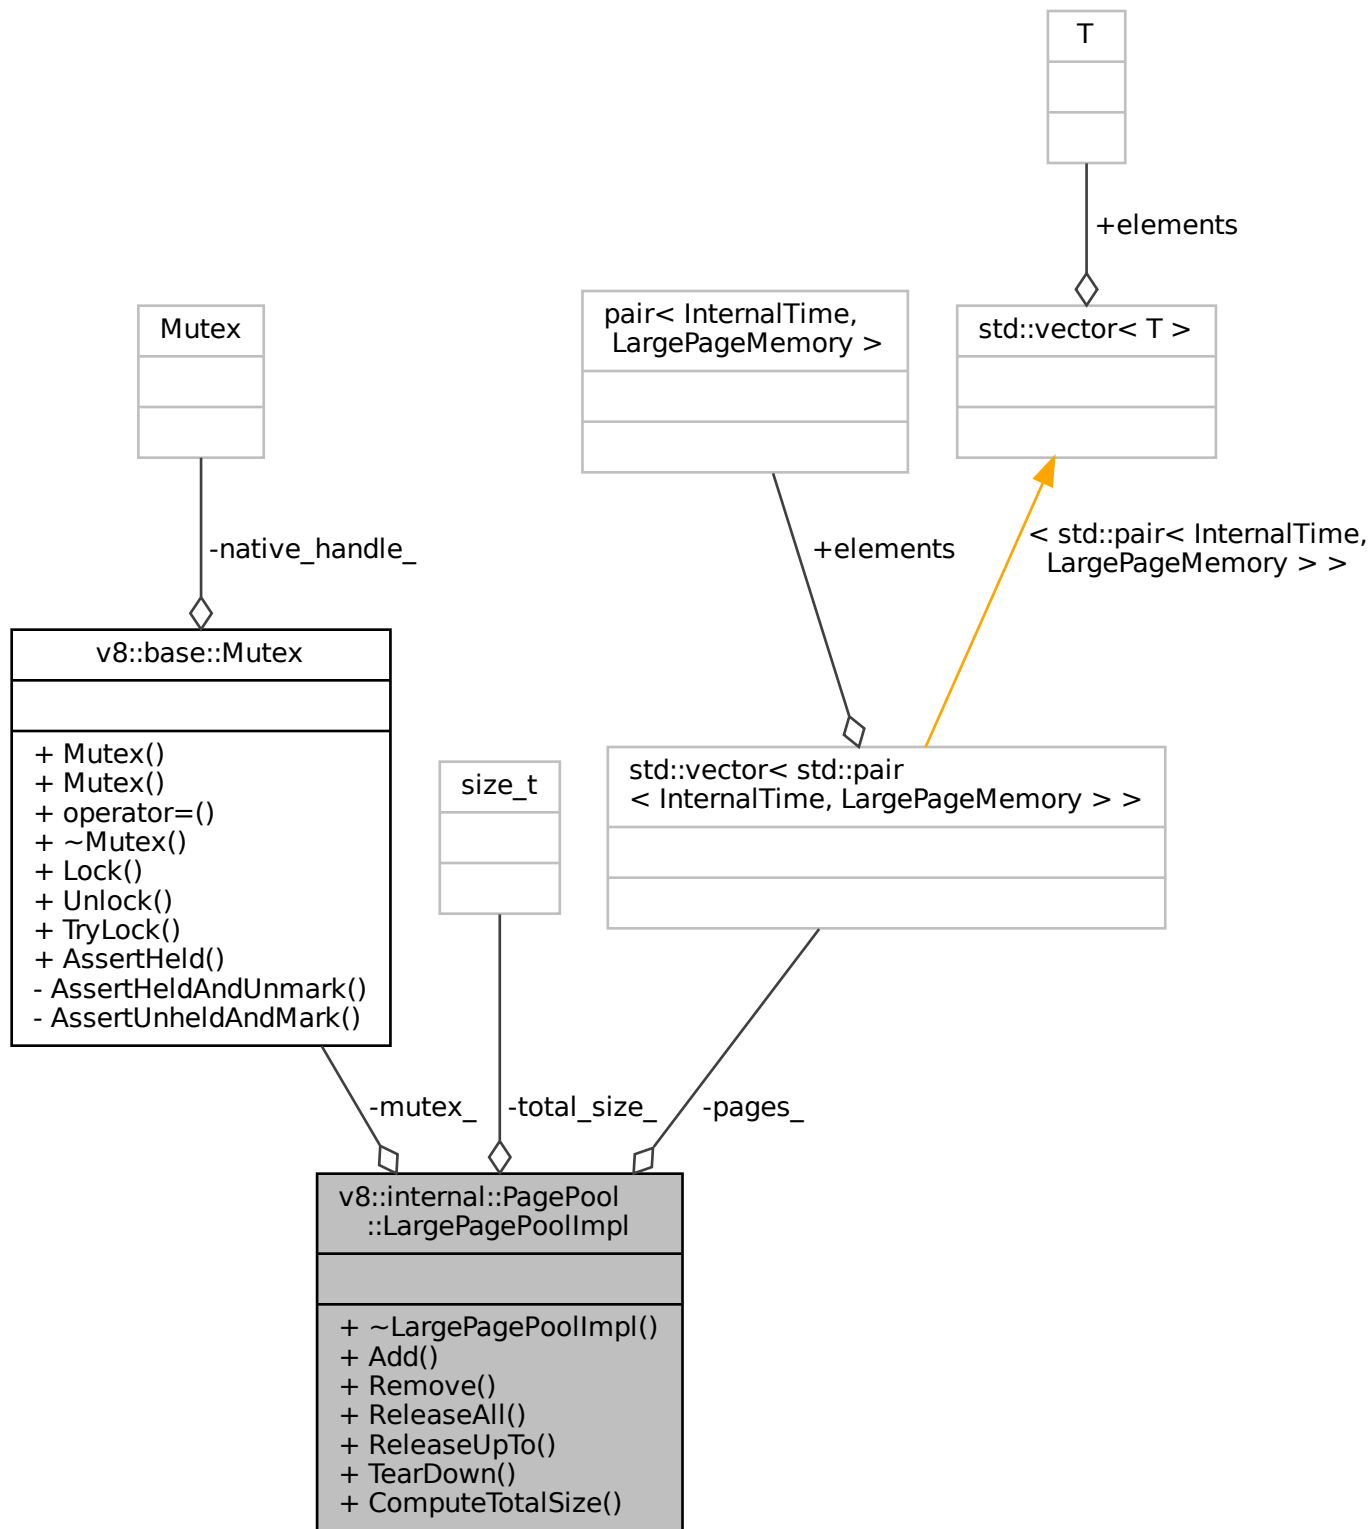 T
+elements
Mutex
pair< InternalTime,
LargePageMemory >
std::vector< T >
-native_handle_
+elements
< std::pair< InternalTime,
LargePageMemory > >
v8::base::Mutex
+ Mutex()
+ Mutex()
+ operator=()
+ ~Mutex()
+ Lock()
+ Unlock()
+ TryLock()
+ AssertHeld()
- AssertHeldAndUnmark()
- AssertUnheldAndMark()
size_t
std::vector< std::pair
< InternalTime, LargePageMemory > >
-mutex_
-total_size_
-pages_
v8::internal::PagePool
::LargePagePoolImpl
+ ~LargePagePoolImpl()
+ Add()
+ Remove()
+ ReleaseAll()
+ ReleaseUpTo()
+ TearDown()
+ ComputeTotalSize()